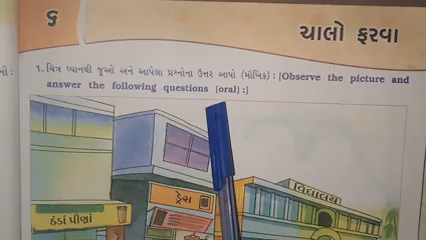 ૬
ચાલો ફરવા
૧. ચિત્ર ધ્યાનથી જુઓ અને આપેલા પ્રશ્નોના ઉત્તર આપો (મૌખિક) : [Observe the picture and
answer the following questions (oral) :]
વિદ્યાલય
ડ્રેસ
ઠંડાં પીણાં